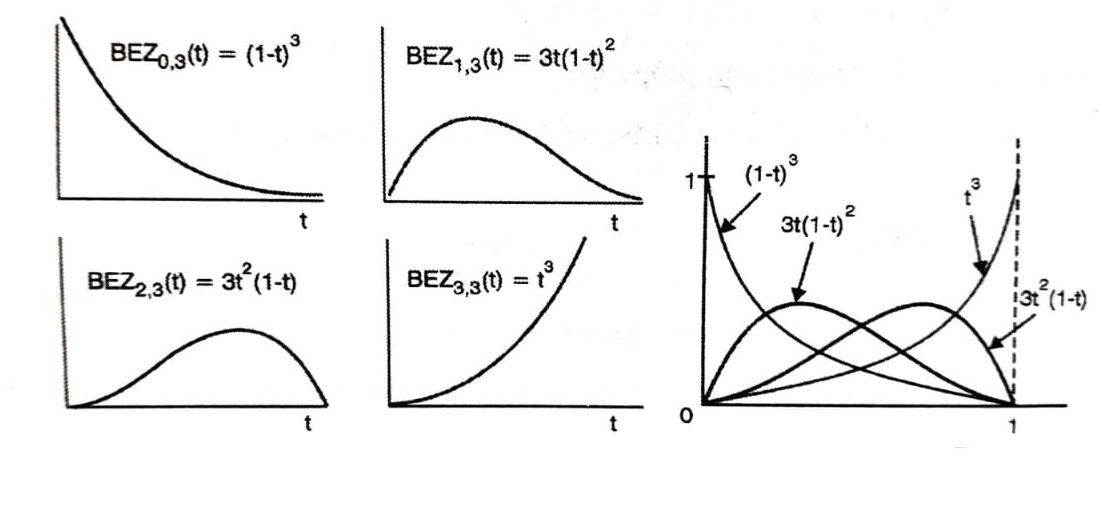 BEZ₀,₃(t) = (1-t)³
t
BEZ₁,₃(t) = 3t(1-t)²
t
BEZ₂,₃(t) = 3t²(1-t)
t
BEZ₃,₃(t) = t³
t
1
(1-t)³
3t(1-t)²
t³
3t²(1-t)
0
1